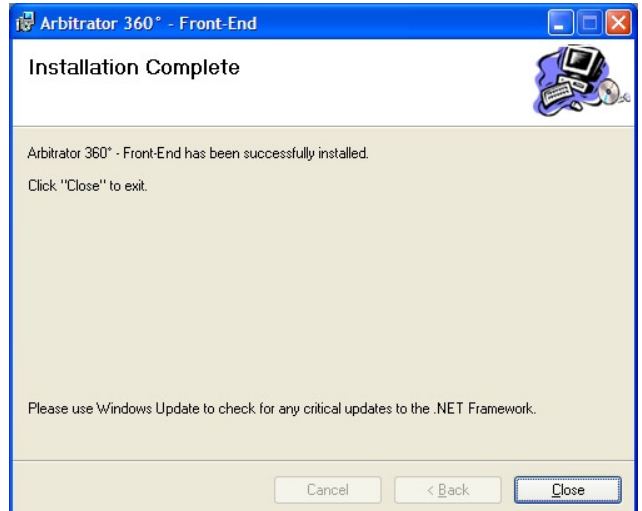 Arbitrator 360° - Front-End
Installation Complete
Arbitrator 360° - Front-End has been successfully installed.
Click "Close" to exit.
Please use Windows Update to check for any critical updates to the .NET Framework.
Cancel < Back Close